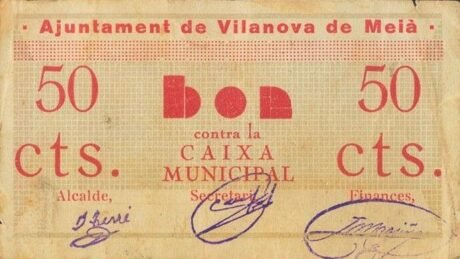 · Ajuntament de Vilanova de Meià ·
50 bon 50
cts. contra la cts.
CAIXA
MUNICIPAL
Alcalde, Secretari, Finances,